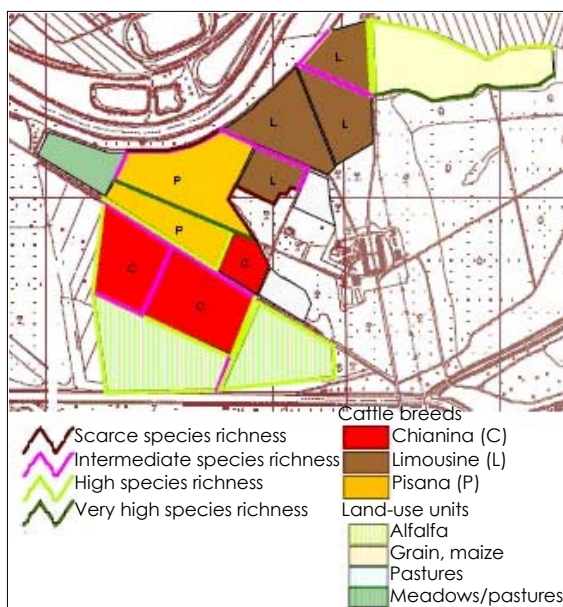 L
L
L
L
P
P
C
C
C
Scarce species richness
Intermediate species richness
High species richness
Very high species richness
Cattle breeds
Chianina (C)
Limousine (L)
Pisana (P)
Land-use units
Alfalfa
Grain, maize
Pastures
Meadows/pastures